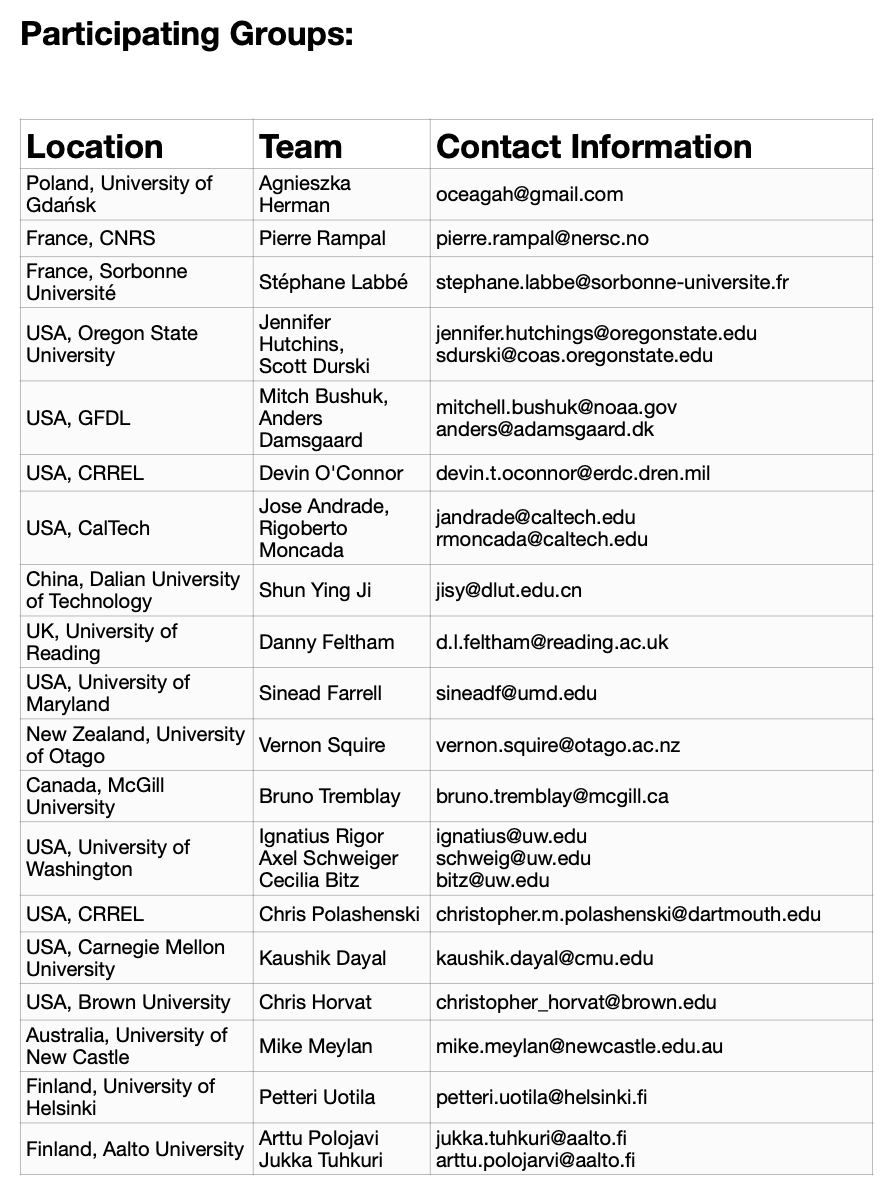 Participating Groups:
Location Team Contact Information
Poland, University of
Gdańsk
Agnieszka
Herman
oceagah@gmail.com
France, CNRS
Pierre Rampal
pierre.rampal@nersc.no
France, Sorbonne
Université
Stéphane Labbé
stephane.labbe@sorbonne-universite.fr
USA, Oregon State
University
Jennifer
Hutchins,
Scott Durski
jennifer.hutchings@oregonstate.edu
sdurski@coas.oregonstate.edu
USA, GFDL
Mitch Bushuk,
Anders
Damsgaard
mitchell.bushuk@noaa.gov
anders@adamsgaard.dk
USA, CRREL
Devin O'Connor
devin.t.oconnor@erdc.dren.mil
USA, CalTech
Jose Andrade,
Rigoberto
Moncada
jandrade@caltech.edu
rmoncada@caltech.edu
China, Dalian University
of Technology
Shun Ying Ji
jisy@dlut.edu.cn
UK, University of
Reading
Danny Feltham
d.l.feltham@reading.ac.uk
USA, University of
Maryland
Sinead Farrell
sineadf@umd.edu
New Zealand, University
of Otago
Vernon Squire
vernon.squire@otago.ac.nz
Canada, McGill
University
Bruno Tremblay
bruno.tremblay@mcgill.ca
USA, University of
Washington
Ignatius Rigor
Axel Schweiger
Cecilia Bitz
ignatius@uw.edu
schweig@uw.edu
bitz@uw.edu
USA, CRREL
Chris Polashenski
christopher.m.polashenski@dartmouth.edu
USA, Carnegie Mellon
University
Kaushik Dayal
kaushik.dayal@cmu.edu
USA, Brown University
Chris Horvat
christopher_horvat@brown.edu
Australia, University of
New Castle
Mike Meylan
mike.meylan@newcastle.edu.au
Finland, University of
Helsinki
Petteri Uotila
petteri.uotila@helsinki.fi
Finland, Aalto University
Arttu Polojavi
Jukka Tuhkuri
jukka.tuhkuri@aalto.fi
arttu.polojarvi@aalto.fi